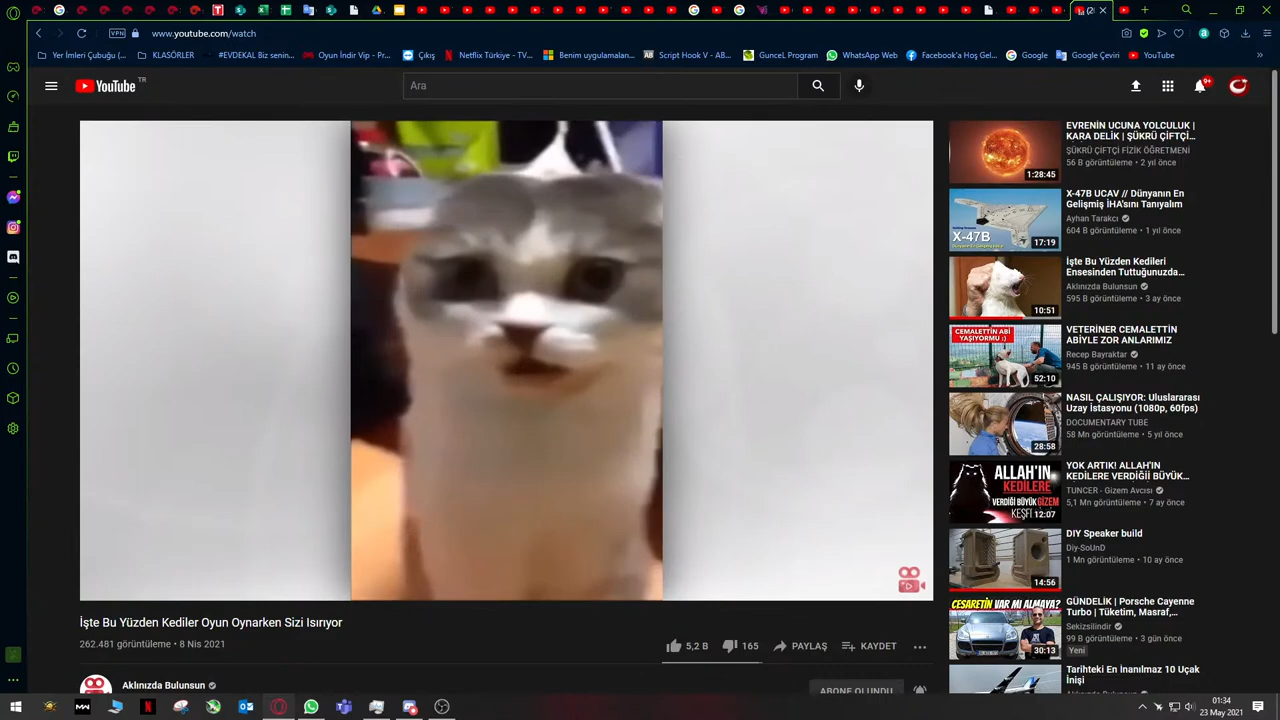 VPN
www.youtube.com/watch
Yer İmleri Çubuğu (...
KLASÖRLER
#EVDEKAL Biz senin...
Oyun İndir Vip - Pr...
Çıkış
Netflix Türkiye - TV...
Benim uygulamaları...
Script Hook V - AB...
GunceL Program
WhatsApp Web
Facebook'a Hoş Gel...
Google
Google Çeviri
YouTube
YouTube TR
Ara
9+
EVRENİN UCUNA YOLCULUK |
KARA DELİK | ŞÜKRÜ ÇİFTÇİ...
ŞÜKRÜ ÇİFTÇİ FİZİK ÖĞRETMENİ
56 B görüntüleme • 2 yıl önce
1:28:45
X-47B UCAV // Dünyanın En
Gelişmiş İHA'sını Tanıyalım
Ayhan Tarakcı
604 B görüntüleme • 1 yıl önce
X-47B
17:19
İşte Bu Yüzden Kedileri
Ensesinden Tuttuğunuzda...
Aklınızda Bulunsun
595 B görüntüleme • 3 ay önce
10:51
VETERİNER CEMALETTİN
ABİYLE ZOR ANLARIMIZ
Recep Bayraktar
945 B görüntüleme • 11 ay önce
CEMALETTİN ABİ
YAŞIYORMU :)
52:10
NASIL ÇALIŞIYOR: Uluslararası
Uzay İstasyonu (1080p, 60fps)
DOCUMENTARY TUBE
58 Mn görüntüleme • 5 yıl önce
28:58
YOK ARTIK! ALLAH'IN
KEDİLERE VERDİĞİİ BÜYÜK...
TUNCER - Gizem Avcısı
5,1 Mn görüntüleme • 7 ay önce
ALLAH'IN
KEDİLERE
VERDİĞİ BÜYÜK GİZEM
KEŞFİ
12:07
DIY Speaker build
Diy-SoUnD
1 Mn görüntüleme • 10 ay önce
14:56
GÜNDELİK | Porsche Cayenne
Turbo | Tüketim, Masraf,...
Sekizsilindir
99 B görüntüleme • 3 gün önce
Yeni
CESARETİN VAR MI ALMAYA?
30:13
Tarihteki En İnanılmaz 10 Uçak
İnişi
İşte Bu Yüzden Kediler Oyun Oynarken Sizi Isırıyor
262.481 görüntüleme • 8 Nis 2021
5,2 B
165
PAYLAŞ
KAYDET
Aklınızda Bulunsun
ABONE OLUNDU
01:34
23 May 2021